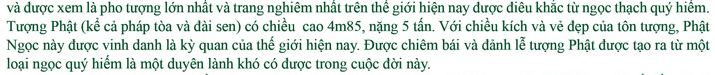 và được xem là pho tượng lớn nhất và trang nghiêm nhất trên thế giới hiện nay được điêu khắc từ ngọc thạch quý hiếm.
Tượng Phật (kể cả pháp tòa và đài sen) có chiều cao 4m85, nặng 5 tấn. Với chiều kích và vẻ đẹp của tôn tượng, Phật
Ngọc này được vinh danh là kỳ quan của thế giới hiện nay. Được chiêm bái và đảnh lễ tượng Phật được tạo ra từ một
loại ngọc quý hiếm là một duyên lành khó có được trong cuộc đời này.